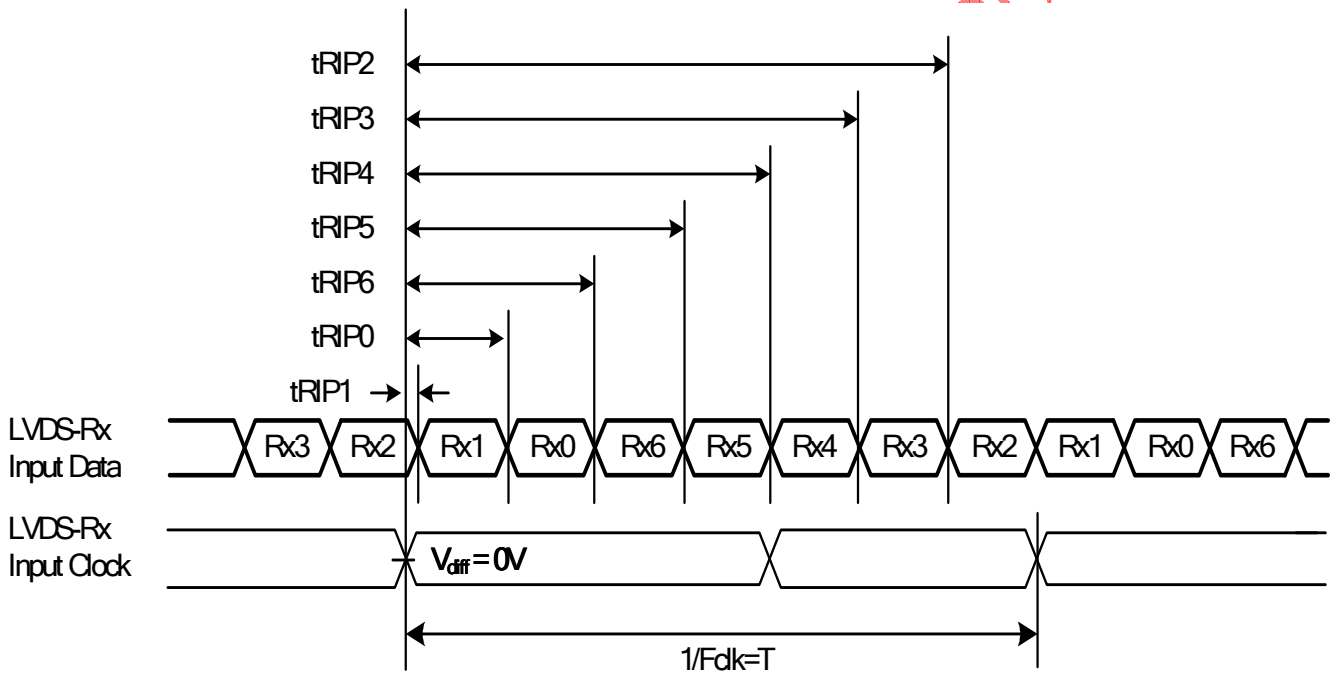 tRIP2
tRIP3
tRIP4
tRIP5
tRIP6
tRIP0
tRIP1
LVDS-Rx
Input Data
Rx3 Rx2 Rx1 Rx0 Rx6 Rx5 Rx4 Rx3 Rx2 Rx1 Rx0 Rx6
LVDS-Rx
Input Clock
Vdiff = 0V
1/Fclk=T